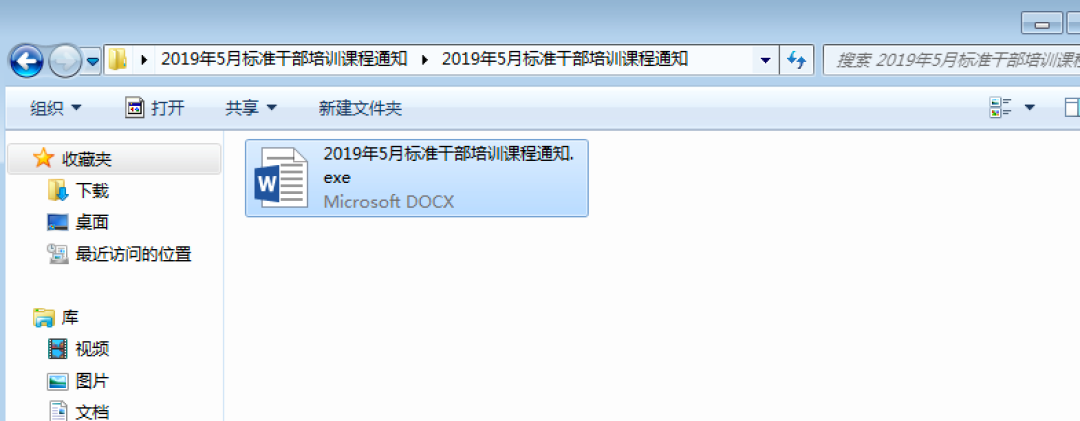 2019年5月标准干部培训课程通知 2019年5月标准干部培训课程通知 搜索 2019年5月标准干部培训课程
组织 打开 共享 新建文件夹
收藏夹
下载
桌面
最近访问的位置
库
视频
图片
文档
2019年5月标准干部培训课程通知.
exe
Microsoft DOCX